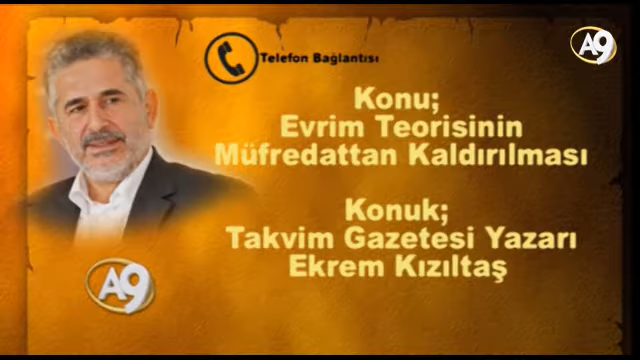 Telefon Bağlantısı
A9
Konu;
Evrim Teorisinin
Müfredattan Kaldırılması
Konuk;
Takvim Gazetesi Yazarı
Ekrem Kızıltaş
A9